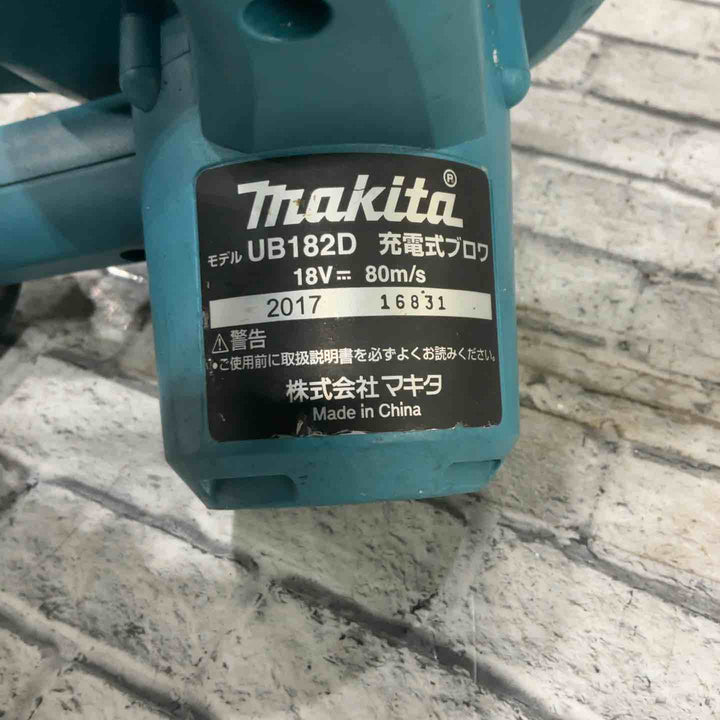 makita®
モデル UB182D 充電式ブロワ
18V⎓ 80m/s
2017 16831
⚠警告
•ご使用前に取扱説明書を必ずよくお読みください。
株式会社 マキタ
Made in China